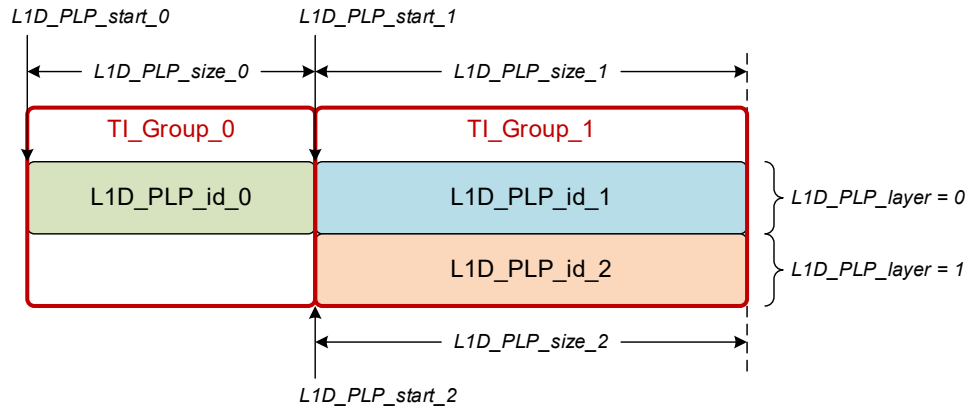 L1D_PLP_start_0
L1D_PLP_start_1
L1D_PLP_size_0
L1D_PLP_size_1
TI_Group_0
TI_Group_1
L1D_PLP_id_0
L1D_PLP_id_1
L1D_PLP_layer = 0
L1D_PLP_id_2
L1D_PLP_layer = 1
L1D_PLP_size_2
L1D_PLP_start_2